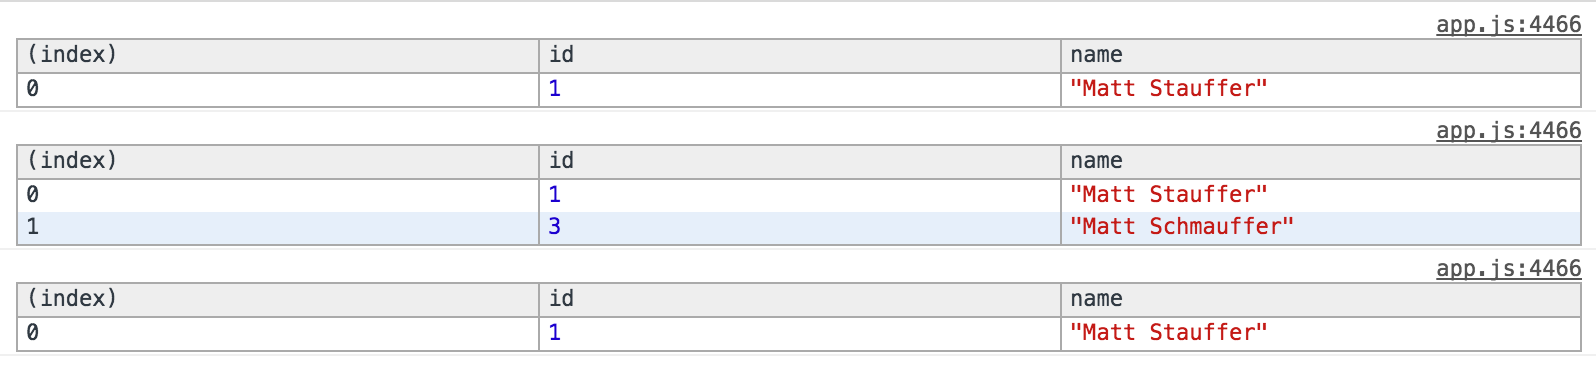 app.js:4466
(index) id name
0 1 "Matt Stauffer"
app.js:4466
(index) id name
0 1 "Matt Stauffer"
1 3 "Matt Schmauffer"
app.js:4466
(index) id name
0 1 "Matt Stauffer"